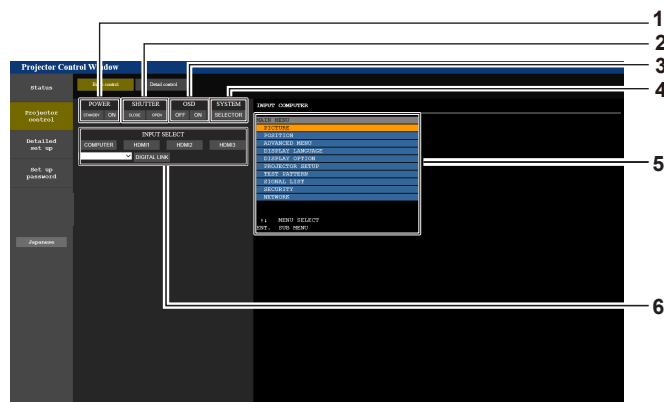 1
2
3
4
5
6
Projector Control Window
Status
Projector
control
Detailed
set up
Set up
password
Japanese
Basic control
Detail control
POWER
STANDBY ON
SHUTTER
CLOSE OPEN
OSD
OFF ON
SYSTEM
SELECTOR
INPUT SELECT
COMPUTER HDMI1 HDMI2 HDMI3
DIGITAL LINK
INPUT COMPUTER
MAIN MENU
PICTURE
POSITION
ADVANCED MENU
DISPLAY LANGUAGE
DISPLAY OPTION
PROJECTOR SETUP
TEST PATTERN
SIGNAL LIST
SECURITY
NETWORK
↑↓ MENU SELECT
ENT. SUB MENU